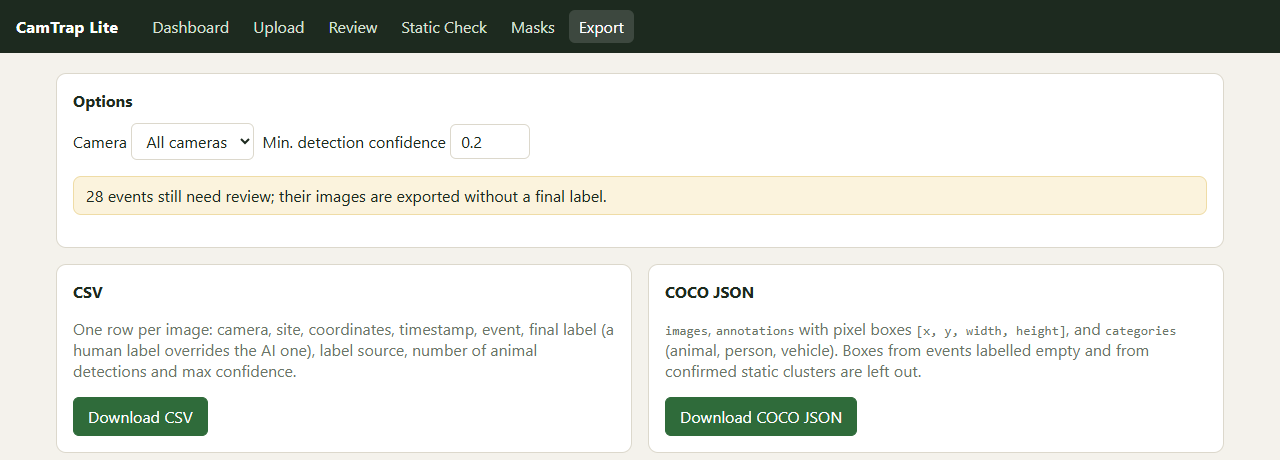 CamTrap Lite Dashboard Upload Review Static Check Masks Export
Options
Camera All cameras Min. detection confidence 0.2
28 events still need review; their images are exported without a final label.
CSV
One row per image: camera, site, coordinates, timestamp, event, final label (a
human label overrides the AI one), label source, number of animal
detections and max confidence.
Download CSV
COCO JSON
images, annotations with pixel boxes [x, y, width, height], and categories
(animal, person, vehicle). Boxes from events labelled empty and from
confirmed static clusters are left out.
Download COCO JSON